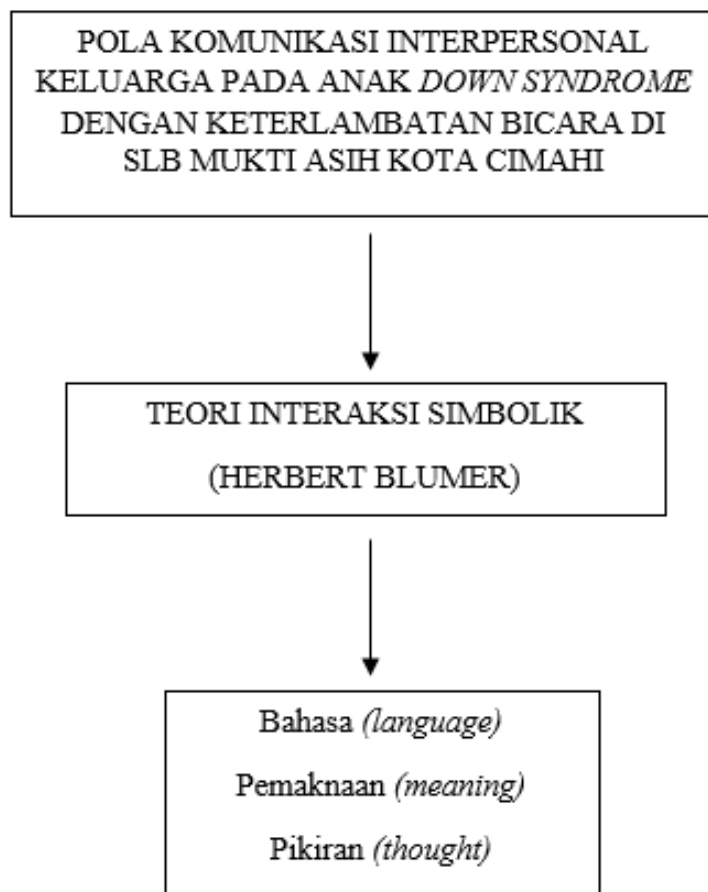 POLA KOMUNIKASI INTERPERSONAL
KELUARGA PADA ANAK DOWN SYNDROME
DENGAN KETERLAMBATAN BICARA DI
SLB MUKTI ASIH KOTA CIMAHI
TEORI INTERAKSI SIMBOLIK
(HERBERT BLUMER)
Bahasa (language)
Pemaknaan (meaning)
Pikiran (thought)